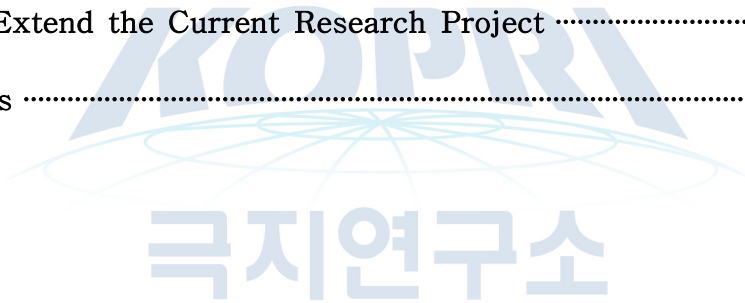 Extend the Current Research Project ························
s ································································································
KOPRI
극지연구소